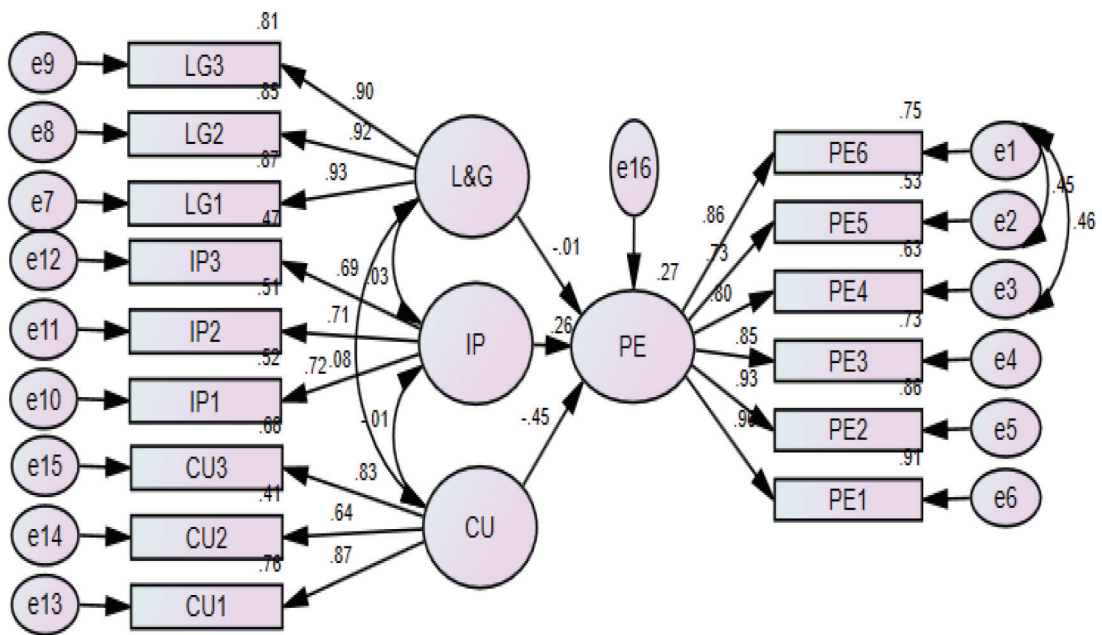 .81
e9 LG3
.85 .90
.75
e8 LG2 .92 e16 PE6 e1
.87 .53 .45
.93 L&G
e7 LG1 .86 PE5 e2 .46
.47 .73 .63
-.01
e12 IP3 .69 .03 .27 .80 PE4 e3
.51 .73
e11 IP2 .71 IP .26 PE .85 PE3 e4
.52 .72 .08 .93 .86
e10 IP1 -.01 -.45 PE2 e5
.68 .91
e15 CU3 .83 PE1 e6
.41
e14 CU2 .64 CU
.76 .87
e13 CU1